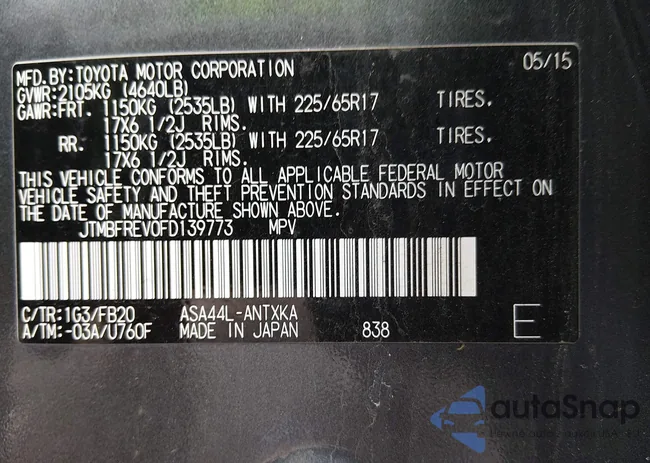 MFD. BY: TOYOTA MOTOR CORPORATION 05/15
GVWR: 2105KG (4640LB)
GAWR: FRT. 1150KG (2535LB) WITH 225/65R17 TIRES.
17X6 1/2J RIMS.
RR. 1150KG (2535LB) WITH 225/65R17 TIRES.
17X6 1/2J RIMS.
THIS VEHICLE CONFORMS TO ALL APPLICABLE FEDERAL MOTOR
VEHICLE SAFETY AND THEFT PREVENTION STANDARDS IN EFFECT ON
THE DATE OF MANUFACTURE SHOWN ABOVE.
JTMBFREV0FD139773 MPV
C/TR: 1G3/FB20 ASA44L-ANTXKA
A/TM: -03A/U760F MADE IN JAPAN 838 E
autoSnap